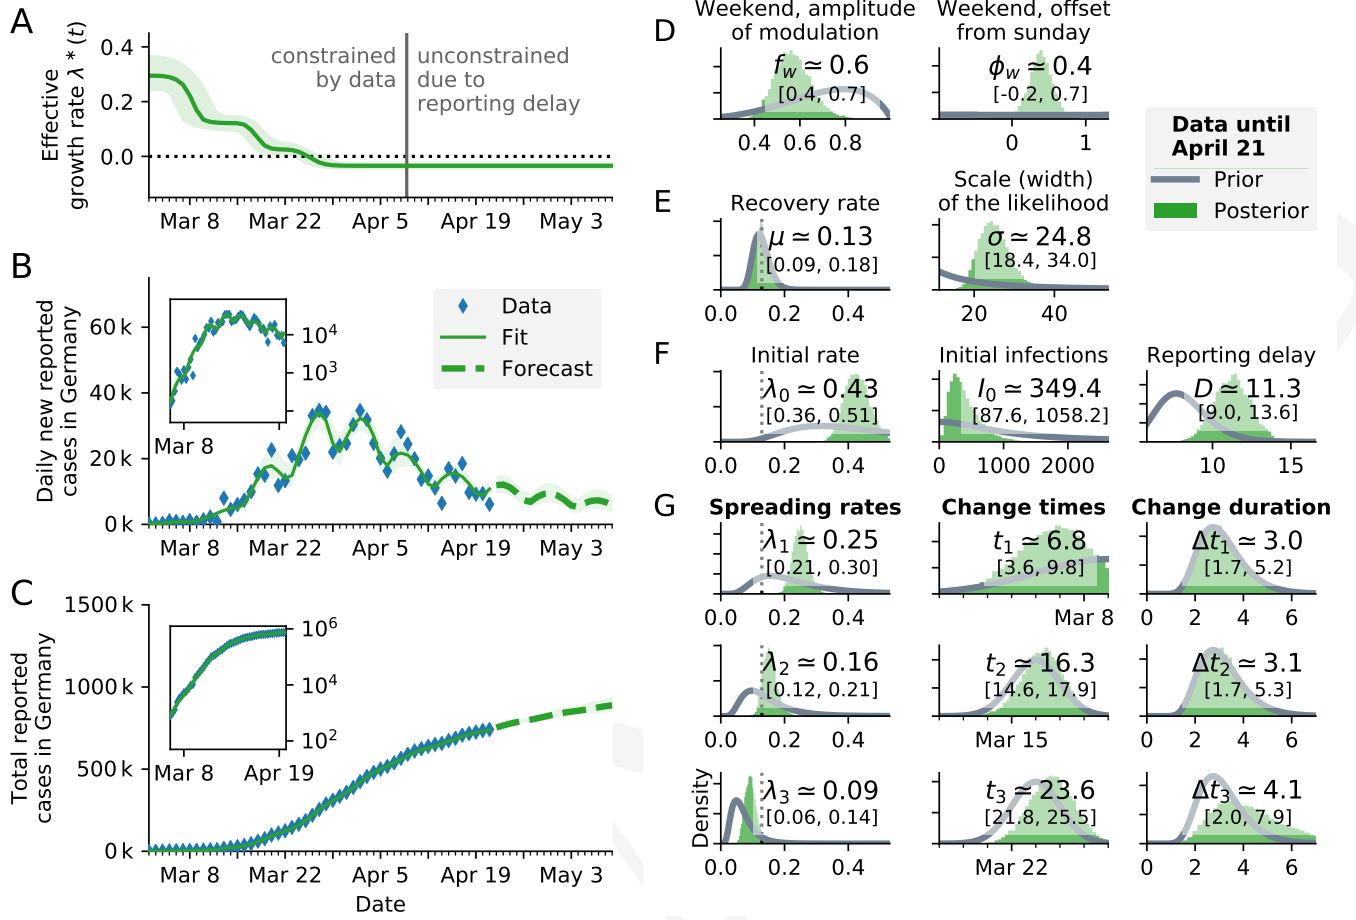 A
Effective
growth rate λ * (t)
0.4
0.2
0.0
constrained
by data
unconstrained
due to
reporting delay
Mar 8
Mar 22
Apr 5
Apr 19
May 3
B
Daily new reported
cases in Germany
60 k
40 k
20 k
0 k
10⁴
10³
Mar 8
Data
Fit
Forecast
Mar 8
Mar 22
Apr 5
Apr 19
May 3
C
Total reported
cases in Germany
1500 k
1000 k
500 k
0 k
10⁶
10⁴
10²
Mar 8
Apr 19
Mar 8
Mar 22
Apr 5
Apr 19
May 3
Date
D
Weekend, amplitude
of modulation
f_w ≃ 0.6
[0.4, 0.7]
0.4
0.6
0.8
Weekend, offset
from sunday
ϕ_w ≃ 0.4
[-0.2, 0.7]
0
1
Data until
April 21
Prior
Posterior
E
Recovery rate
μ ≃ 0.13
[0.09, 0.18]
0.0
0.2
0.4
Scale (width)
of the likelihood
σ ≃ 24.8
[18.4, 34.0]
20
40
F
Initial rate
λ₀ ≃ 0.43
[0.36, 0.51]
0.0
0.2
0.4
Initial infections
I₀ ≃ 349.4
[87.6, 1058.2]
0
1000
2000
Reporting delay
D ≃ 11.3
[9.0, 13.6]
10
15
G
Spreading rates
Change times
Change duration
λ₁ ≃ 0.25
[0.21, 0.30]
0.0
0.2
0.4
t₁ ≃ 6.8
[3.6, 9.8]
Mar 8
Δt₁ ≃ 3.0
[1.7, 5.2]
0
2
4
6
λ₂ ≃ 0.16
[0.12, 0.21]
0.0
0.2
0.4
t₂ ≃ 16.3
[14.6, 17.9]
Mar 15
Δt₂ ≃ 3.1
[1.7, 5.3]
0
2
4
6
Density
λ₃ ≃ 0.09
[0.06, 0.14]
0.0
0.2
0.4
t₃ ≃ 23.6
[21.8, 25.5]
Mar 22
Δt₃ ≃ 4.1
[2.0, 7.9]
0
2
4
6